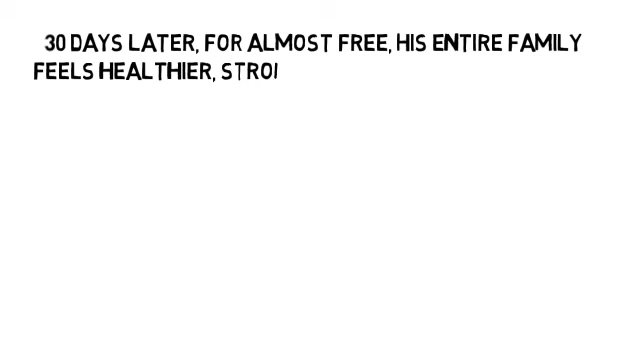 30 DAYS LATER, FOR ALMOST FREE, HIS ENTIRE FAMILY
FEELS HEALTHIER,